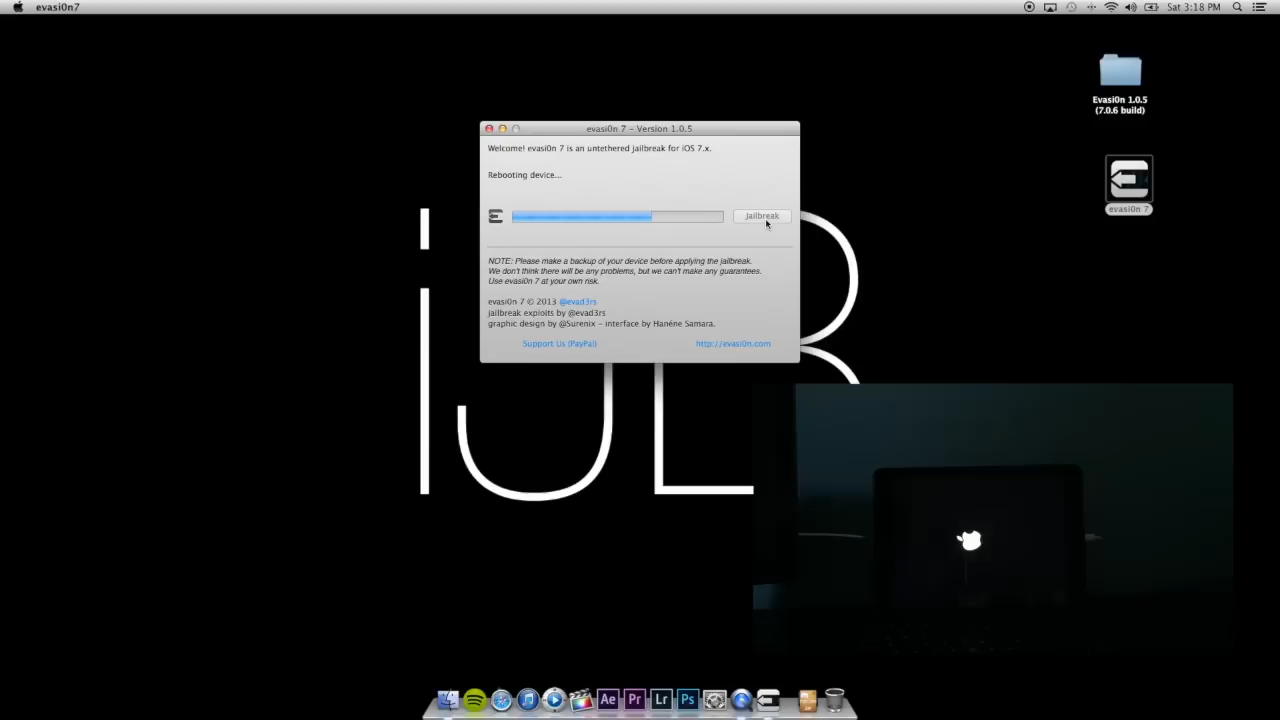 evasi0n7
Sat 3:18 PM
Evasi0n 1.0.5
(7.0.6 build)
evasi0n 7
evasi0n 7 - Version 1.0.5
Welcome! evasi0n 7 is an untethered jailbreak for iOS 7.x.
Rebooting device...
Jailbreak
NOTE: Please make a backup of your device before applying the jailbreak.
We don't think there will be any problems, but we can't make any guarantees.
Use evasi0n 7 at your own risk.
evasi0n 7 © 2013 @evad3rs
jailbreak exploits by @evad3rs
graphic design by @Surenix - interface by Hanéne Samara.
Support Us (PayPal)
http://evasi0n.com
iJB
Ae Pr Lr Ps